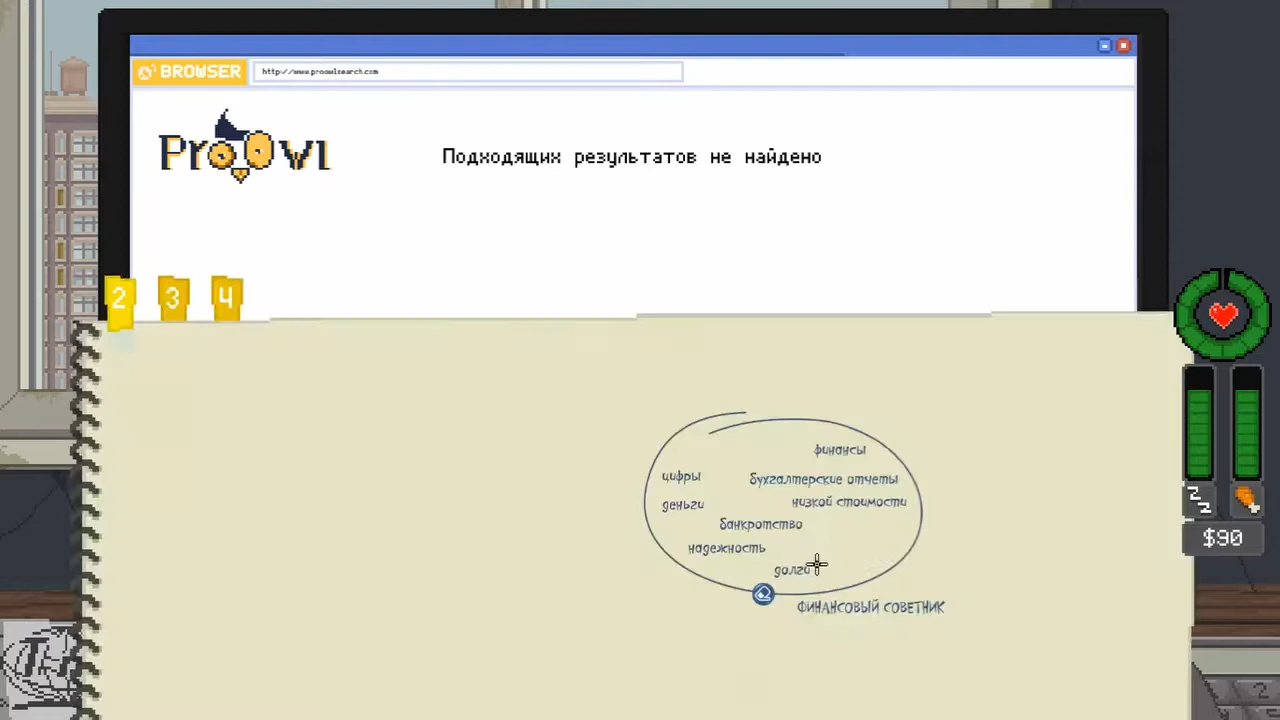 BROWSER
http://www.proowlsearch.com
PrOOwl
Подходящих результатов не найдено
2 3 4
финансы
цифры
бухгалтерские отчеты
деньги
низкой стоимости
банкротство
надежность
долги
ФИНАНСОВЫЙ СОВЕТНИК
$90